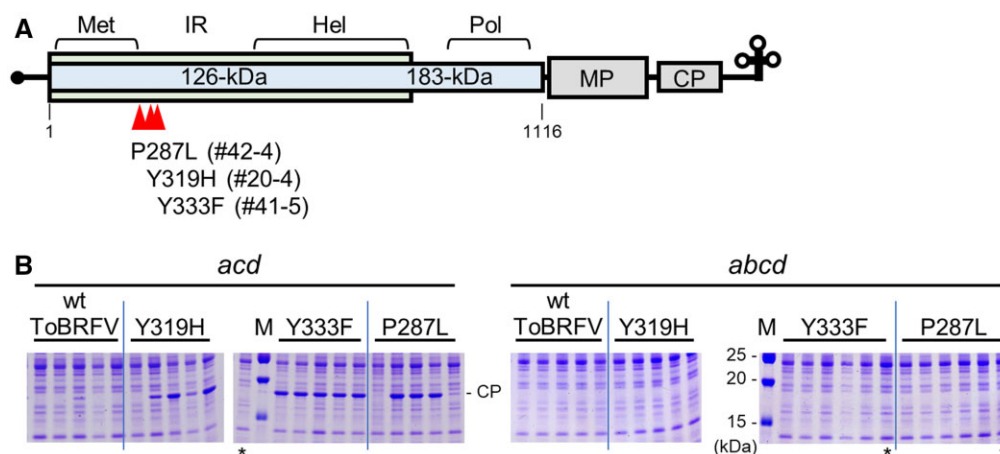 A
Met IR Hel Pol
126-kDa 183-kDa MP CP
1 1116
P287L (#42-4)
Y319H (#20-4)
Y333F (#41-5)
B
acd abcd
wt wt
ToBRFV Y319H M Y333F P287L ToBRFV Y319H M Y333F P287L
25 -
20 -
- CP
15 -
(kDa)
* *